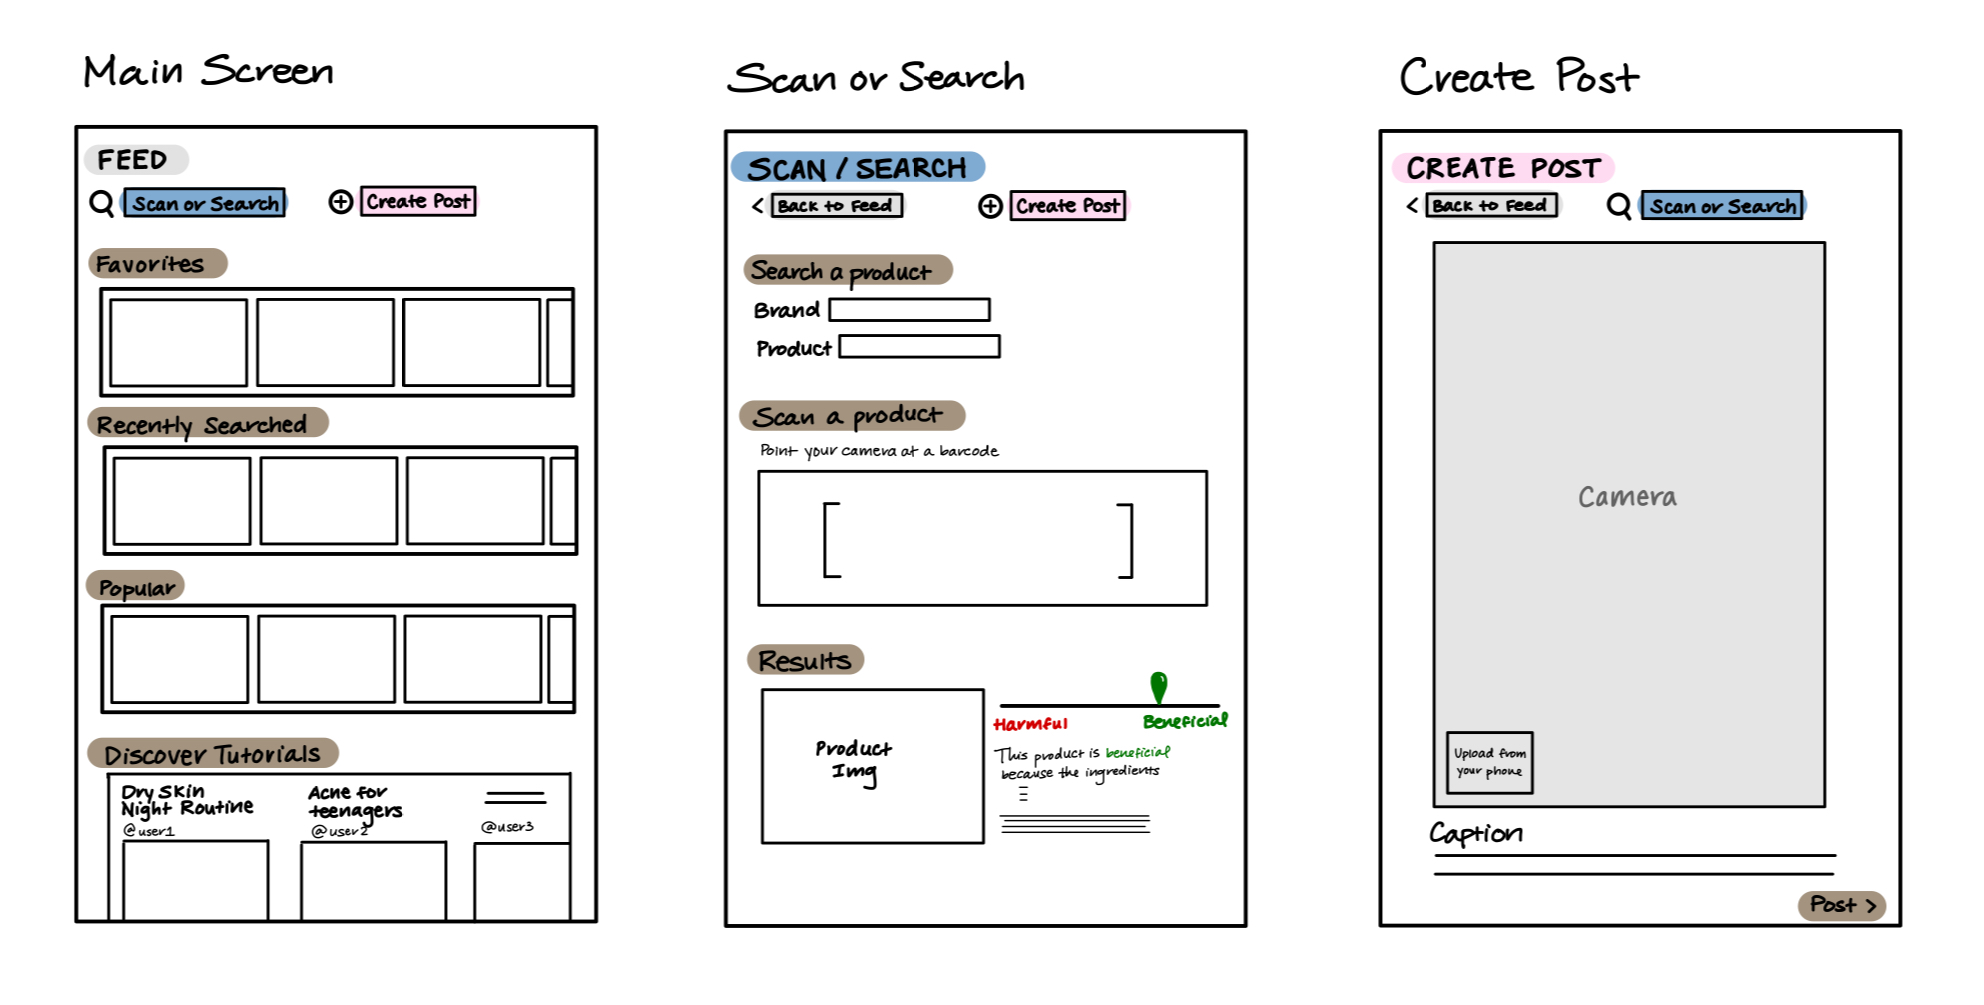 Main Screen
FEED
Scan or Search
Create Post
Favorites
Recently Searched
Popular
Discover Tutorials
Dry Skin
Night Routine
@user1
Acne for
teenagers
@user2
@user3
Scan or Search
SCAN / SEARCH
< Back to Feed
Create Post
Search a product
Brand
Product
Scan a product
Point your camera at a barcode
Results
Product
Img
Harmful
Beneficial
This product is beneficial
because the ingredients
Create Post
CREATE POST
< Back to Feed
Scan or Search
Camera
Upload from
your phone
Caption
Post >